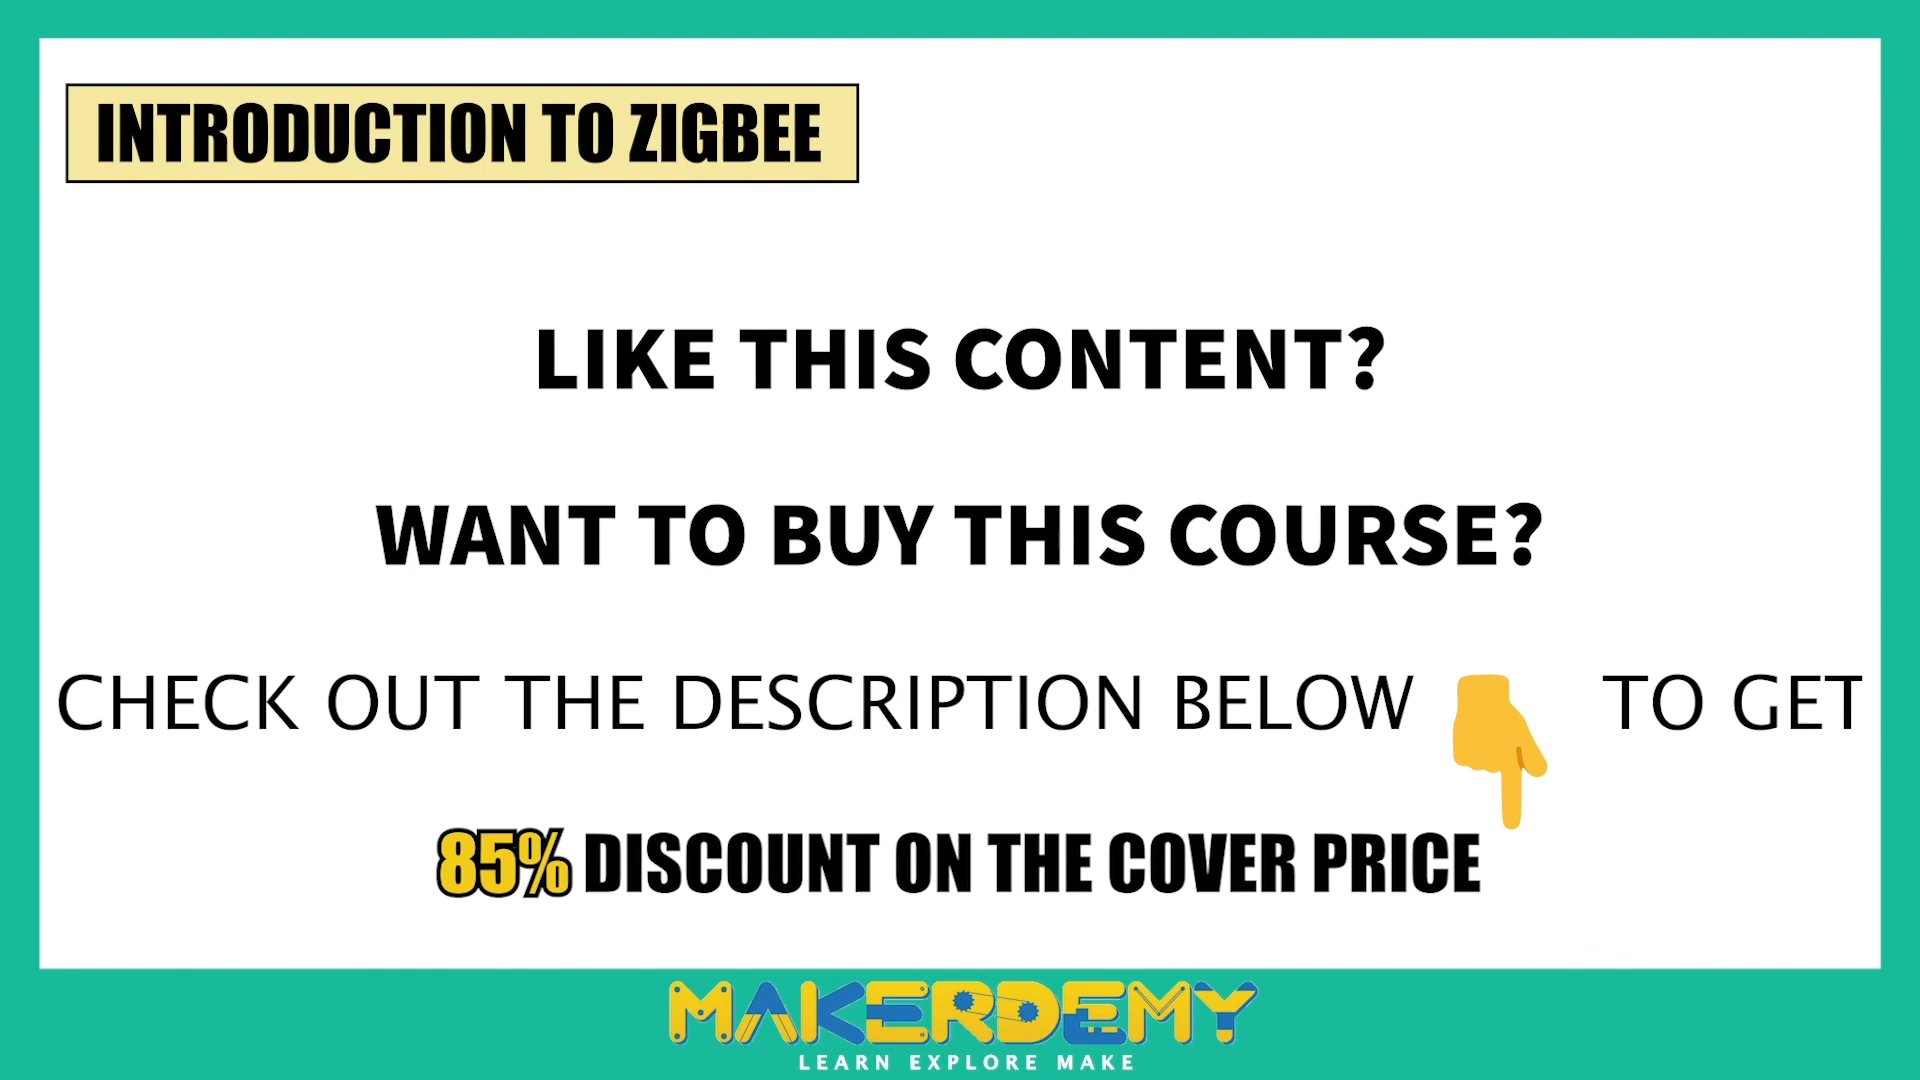 INTRODUCTION TO ZIGBEE
LIKE THIS CONTENT?
WANT TO BUY THIS COURSE?
CHECK OUT THE DESCRIPTION BELOW 👇 TO GET
85% DISCOUNT ON THE COVER PRICE
MAKERDEMY
LEARN EXPLORE MAKE